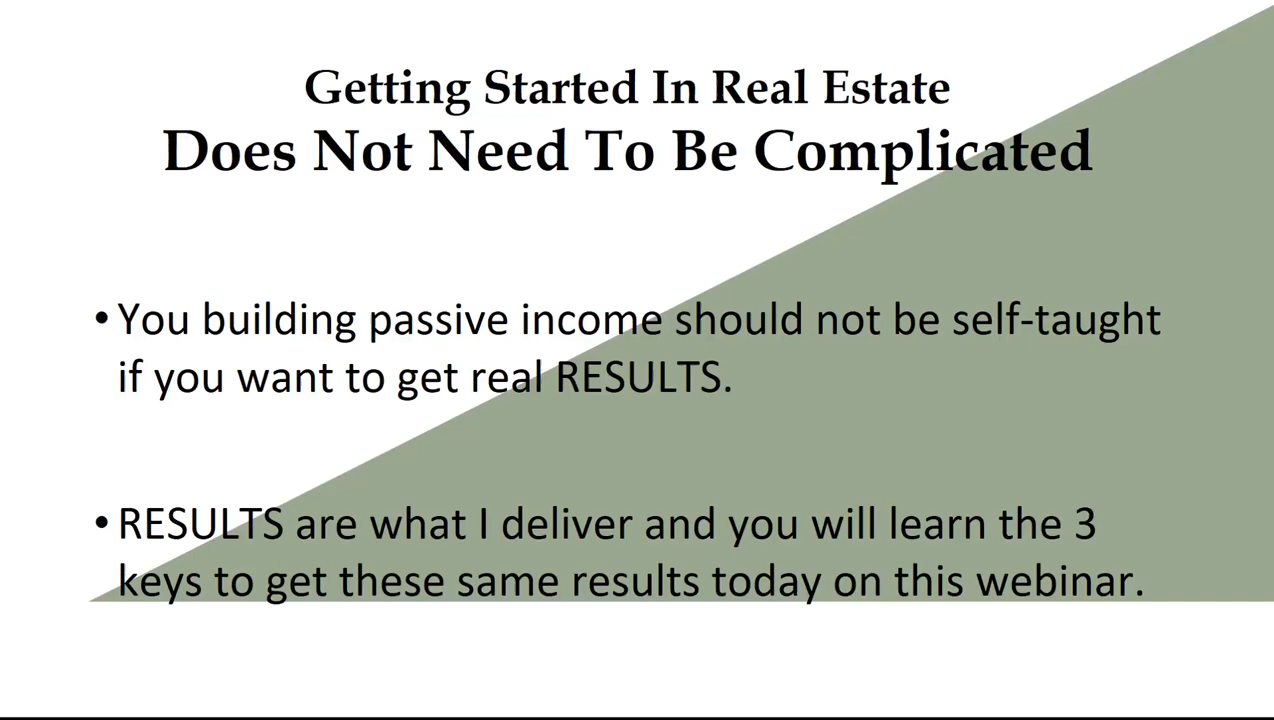 Getting Started In Real Estate
Does Not Need To Be Complicated
• You building passive income should not be self-taught
if you want to get real RESULTS.
• RESULTS are what I deliver and you will learn the 3
keys to get these same results today on this webinar.